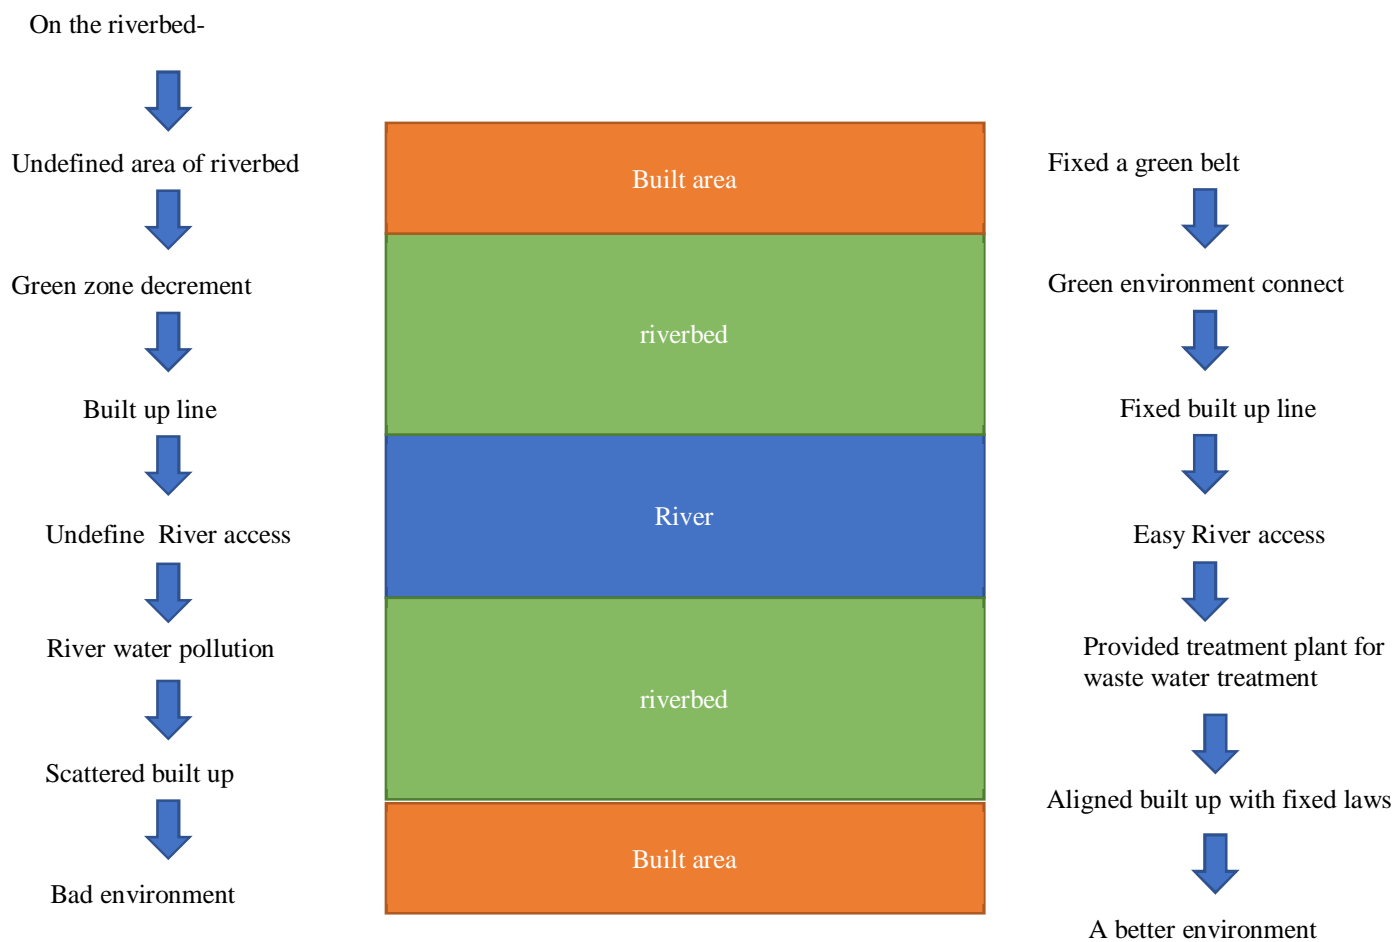 On the riverbed-
Undefined area of riverbed
Green zone decrement
Built up line
Undefine  River access
River water pollution
Scattered built up
Bad environment
Built area
riverbed
River
riverbed
Built area
Fixed a green belt
Green environment connect
Fixed built up line
Easy River access
Provided treatment plant for
waste water treatment
Aligned built up with fixed laws
A better environment